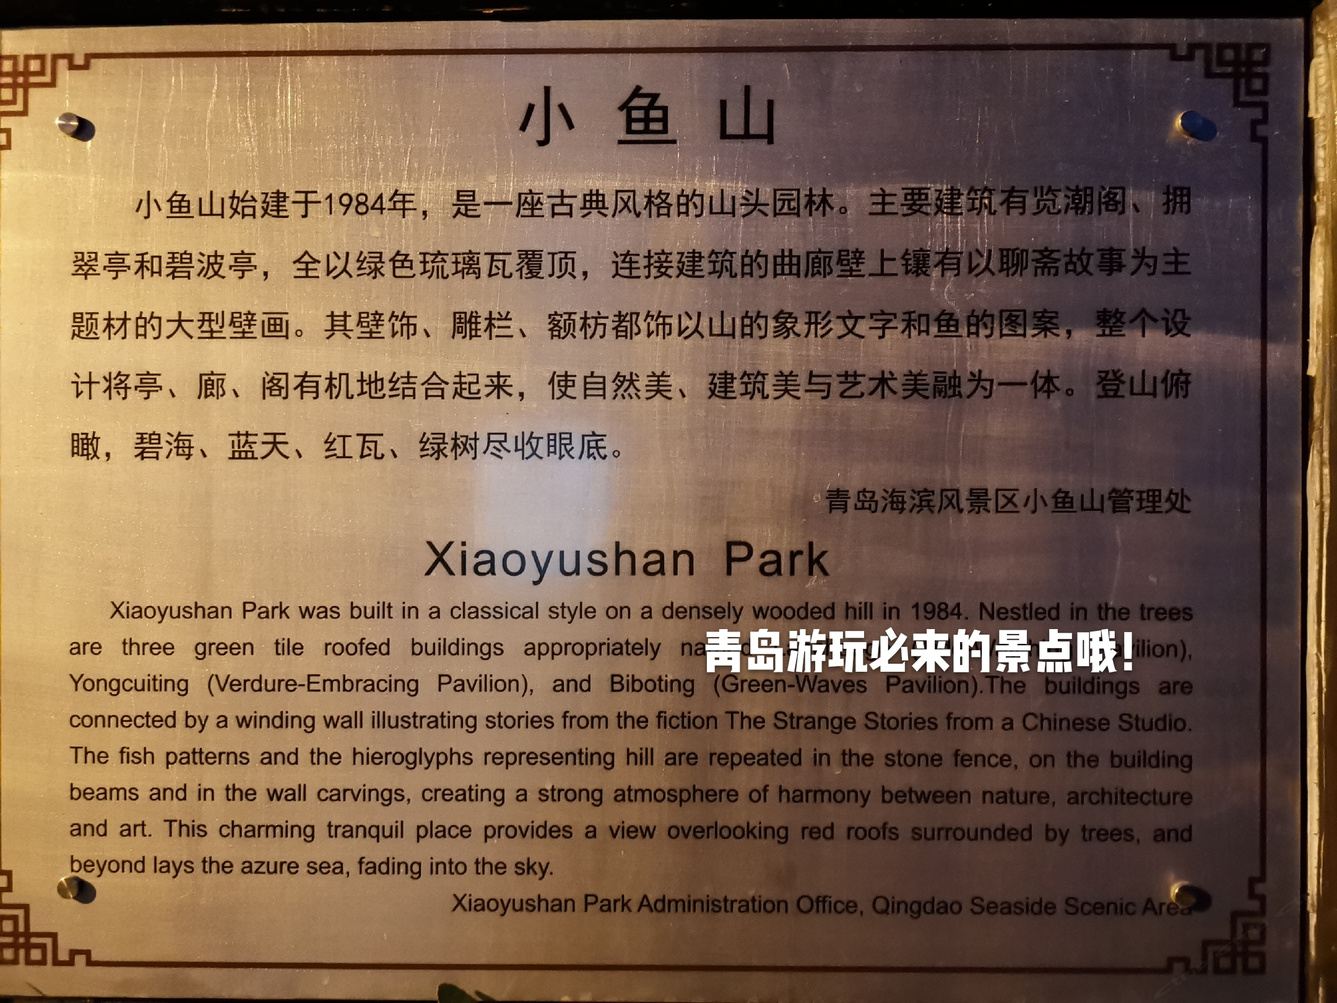 小鱼山
小鱼山始建于1984年，是一座古典风格的山头园林。主要建筑有览潮阁、拥
翠亭和碧波亭，全以绿色琉璃瓦覆顶，连接建筑的曲廊壁上镶有以聊斋故事为主
题材的大型壁画。其壁饰、雕栏、额枋都饰以山的象形文字和鱼的图案，整个设
计将亭、廊、阁有机地结合起来，使自然美、建筑美与艺术美融为一体。登山俯
瞰，碧海、蓝天、红瓦、绿树尽收眼底。
青岛海滨风景区小鱼山管理处
Xiaoyushan Park
Xiaoyushan Park was built in a classical style on a densely wooded hill in 1984. Nestled in the trees
are three green tile roofed buildings appropriately
青岛游玩必来的景点哦!
Yongcuiting (Verdure-Embracing Pavilion), and Biboting (Green-Waves Pavilion).The buildings are
connected by a winding wall illustrating stories from the fiction The Strange Stories from a Chinese Studio.
The fish patterns and the hieroglyphs representing hill are repeated in the stone fence, on the building
beams and in the wall carvings, creating a strong atmosphere of harmony between nature, architecture
and art. This charming tranquil place provides a view overlooking red roofs surrounded by trees, and
beyond lays the azure sea, fading into the sky.
Xiaoyushan Park Administration Office, Qingdao Seaside Scenic Area